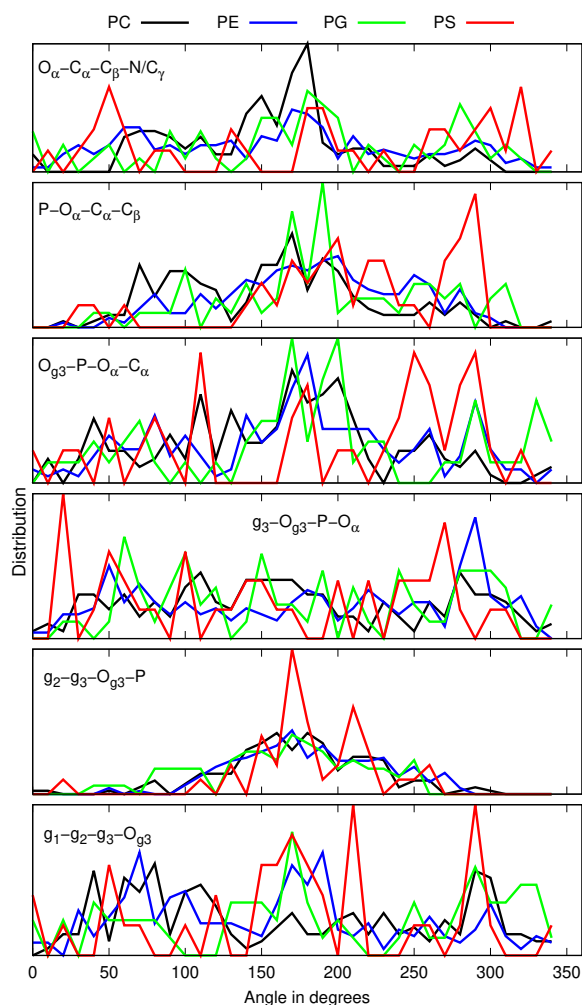 PC PE PG PS
Oα–Cα–Cβ–N/Cγ
P–Oα–Cα–Cβ
Og3–P–Oα–Cα
g3–Og3–P–Oα
g2–g3–Og3–P
g1–g2–g3–Og3
Distribution
0 50 100 150 200 250 300 350
Angle in degrees